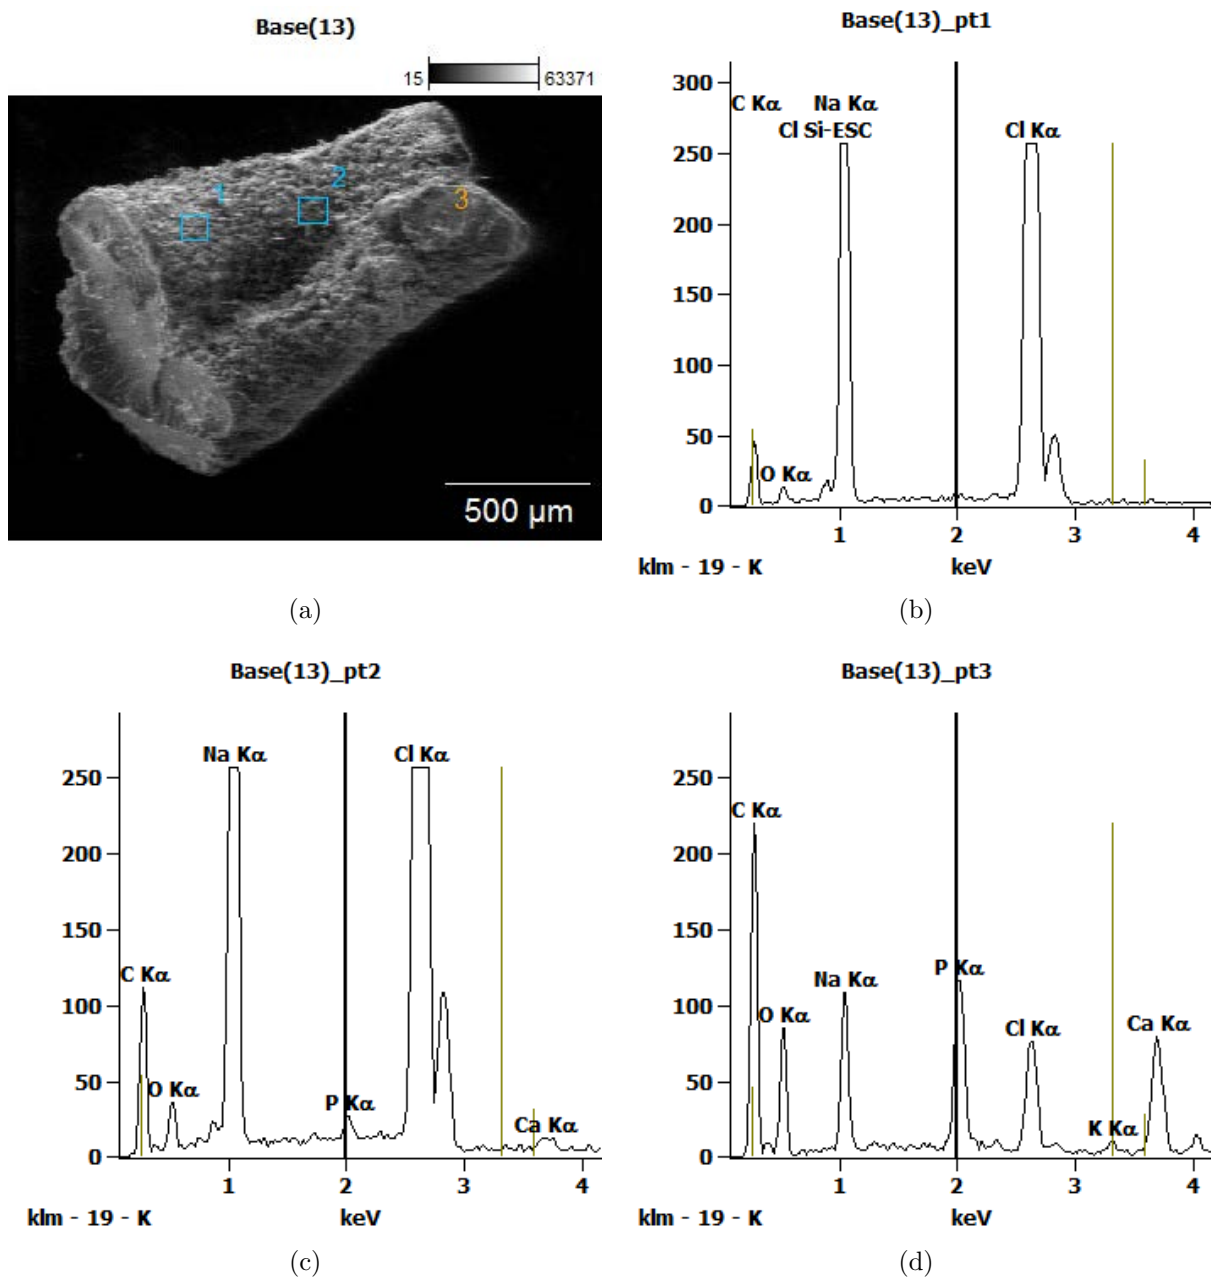 Base(13)
15 63371
1
2
3
500 µm
(a)
Base(13)_pt1
300
250
200
150
100
50
0
C Kα Na Kα
Cl Si-ESC Cl Kα
O Kα
1 2 3 4
klm - 19 - K keV
(b)
Base(13)_pt2
250
200
150
100
50
0
Na Kα Cl Kα
C Kα
O Kα P Kα Ca Kα
1 2 3 4
klm - 19 - K keV
(c)
Base(13)_pt3
250
200
150
100
50
0
C Kα
O Kα Na Kα P Kα Cl Kα K Kα Ca Kα
1 2 3 4
klm - 19 - K keV
(d)